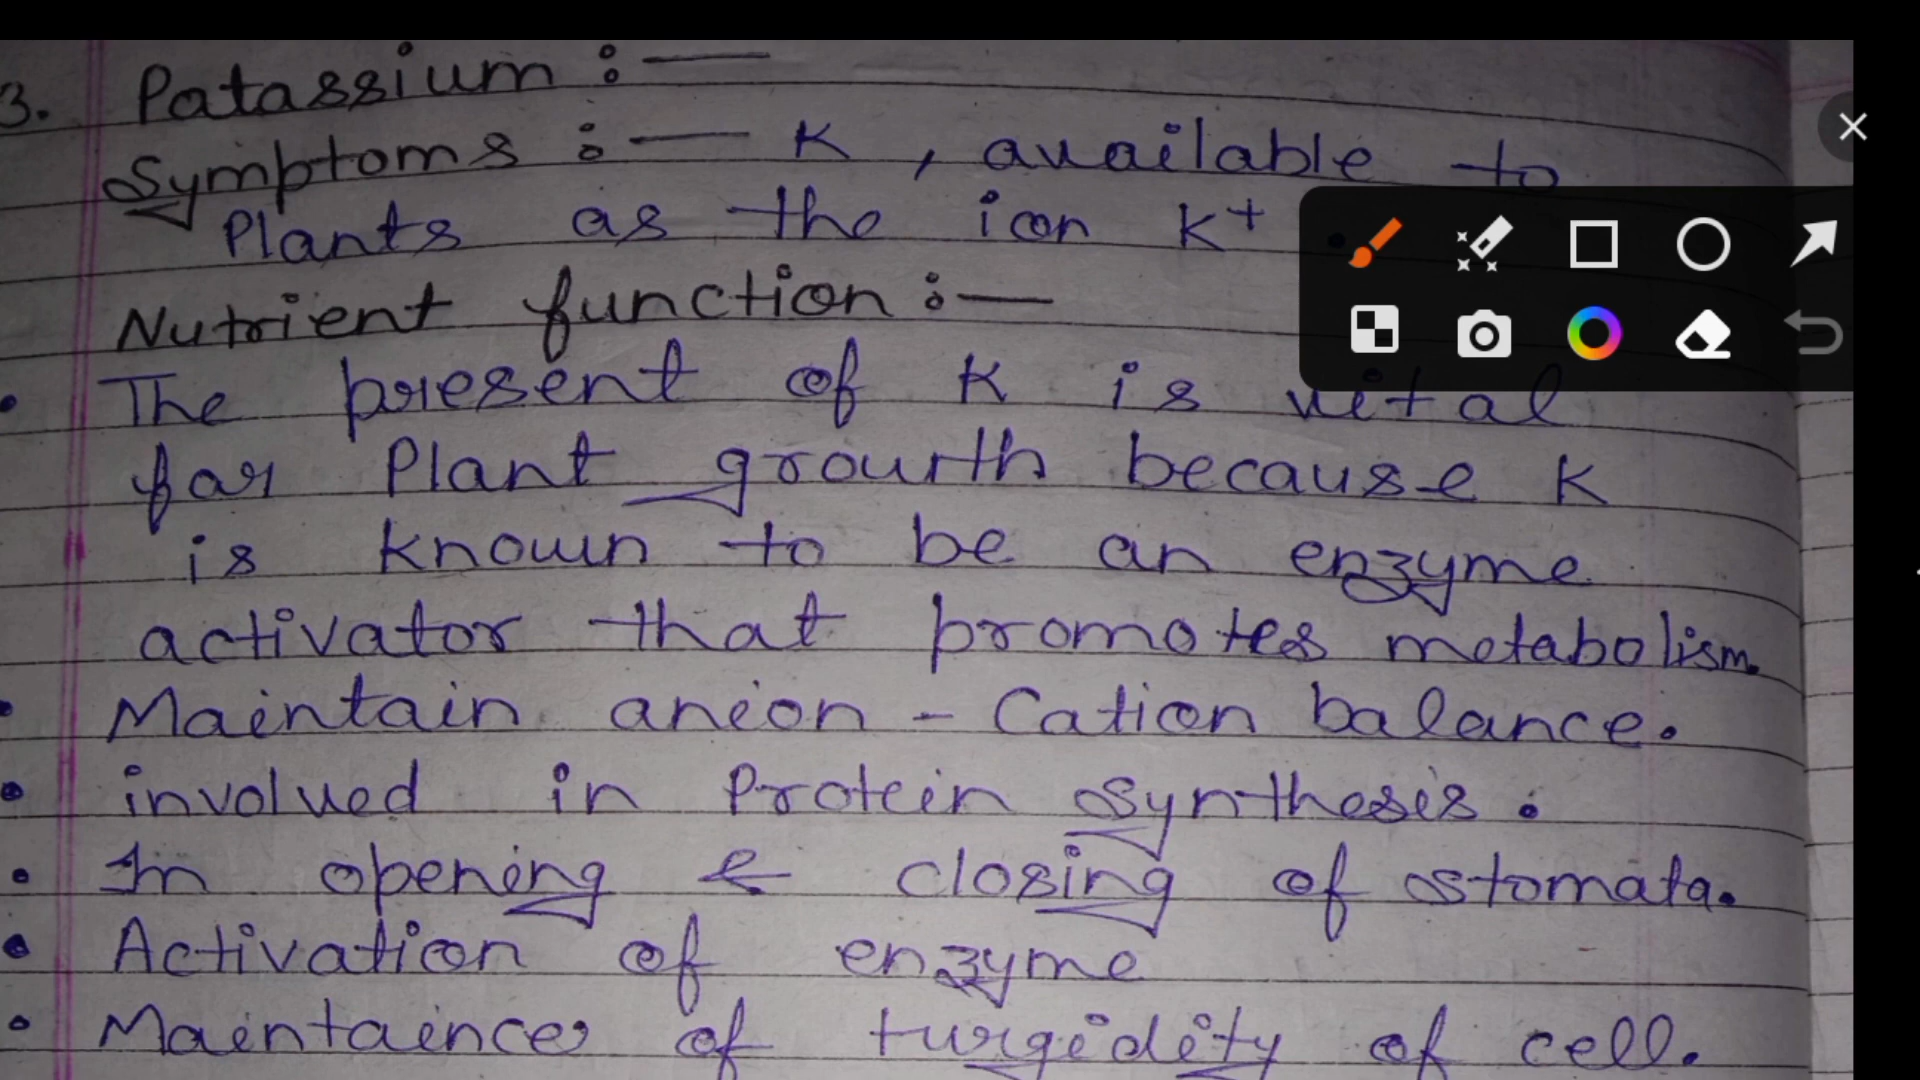 3. Patassium :—
Symptoms :— K, available to
Plants as the ion K+
Nutrient function :—
• The present of K is vital
for Plant growth because K
is known to be an enzyme
activator that promotes metabolism.
• Maintain anion - Cation balance.
• involved in Protein synthesis.
• In opening & closing of stomata.
• Activation of enzyme
• Maintaince of turgidity of cell.